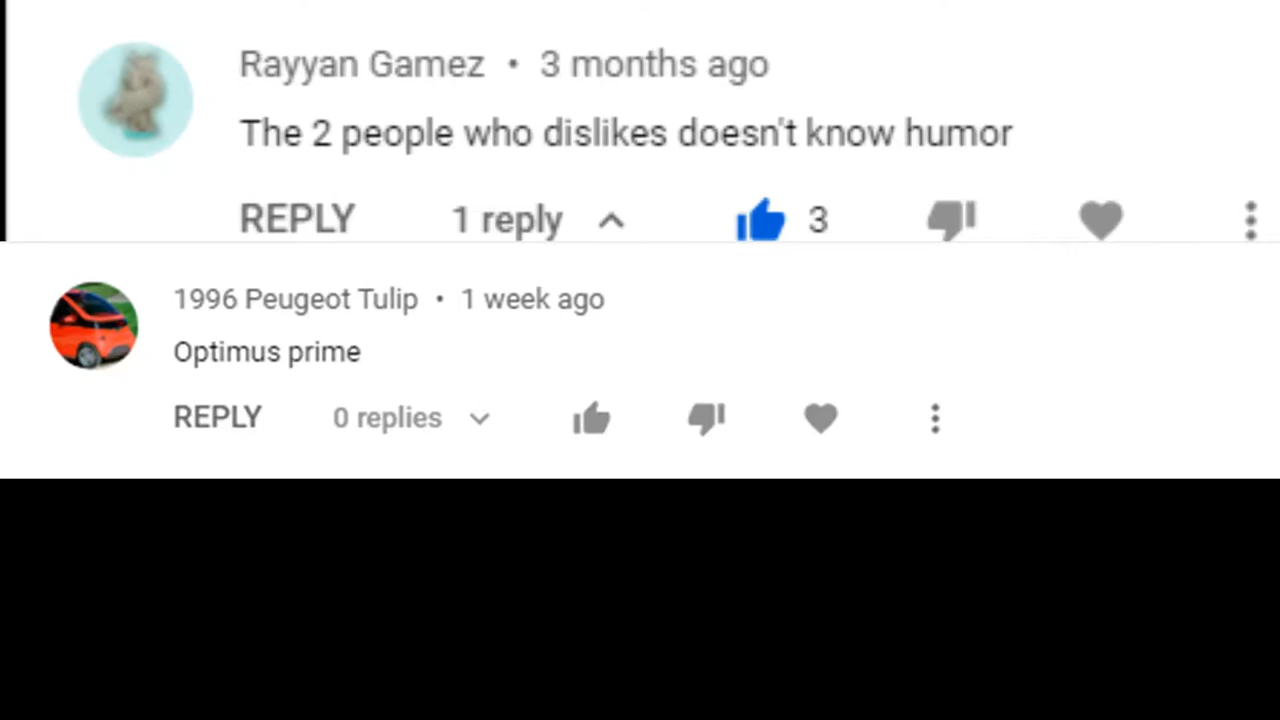 Rayyan Gamez • 3 months ago
The 2 people who dislikes doesn't know humor
REPLY 1 reply 3
1996 Peugeot Tulip • 1 week ago
Optimus prime
REPLY 0 replies